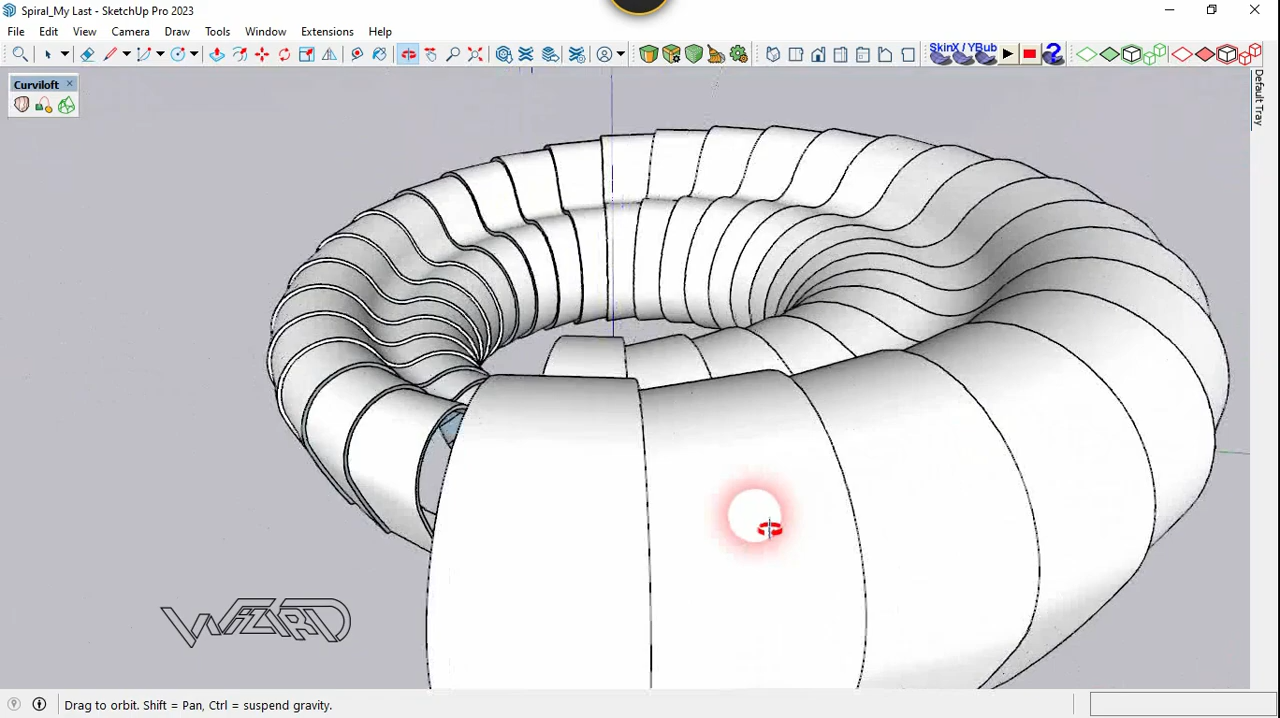 Spiral_My Last - SketchUp Pro 2023
File Edit View Camera Draw Tools Window Extensions Help
SkinX / YBub
?
Curviloft
Default Tray
WIZARD
Drag to orbit. Shift = Pan, Ctrl = suspend gravity.